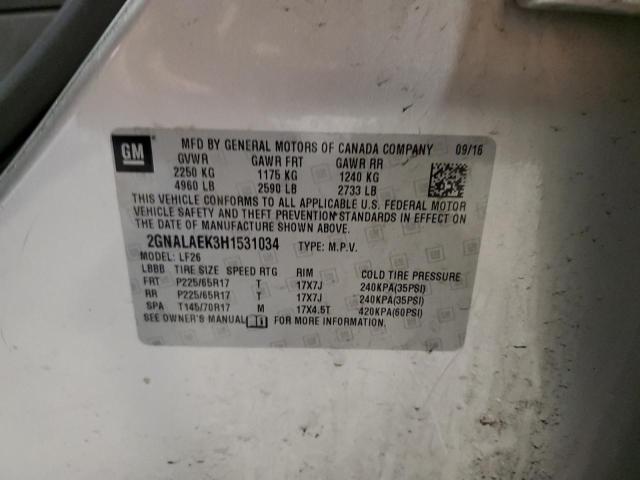 GM
MFD BY GENERAL MOTORS OF CANADA COMPANY 09/16
GVWR GAWR FRT GAWR RR
2250 KG 1175 KG 1240 KG
4960 LB 2590 LB 2733 LB
THIS VEHICLE CONFORMS TO ALL APPLICABLE U.S. FEDERAL MOTOR
VEHICLE SAFETY AND THEFT PREVENTION STANDARDS IN EFFECT ON
THE DATE OF MANUFACTURE SHOWN ABOVE.
2GNALAEK3H1531034 TYPE: M.P.V.
MODEL: LF26
LBBB TIRE SIZE SPEED RTG RIM COLD TIRE PRESSURE
FRT P225/65R17 T 17X7J 240KPA(35PSI)
RR P225/65R17 T 17X7J 240KPA(35PSI)
SPA T145/70R17 M 17X4.5T 420KPA(60PSI)
SEE OWNER'S MANUAL FOR MORE INFORMATION.